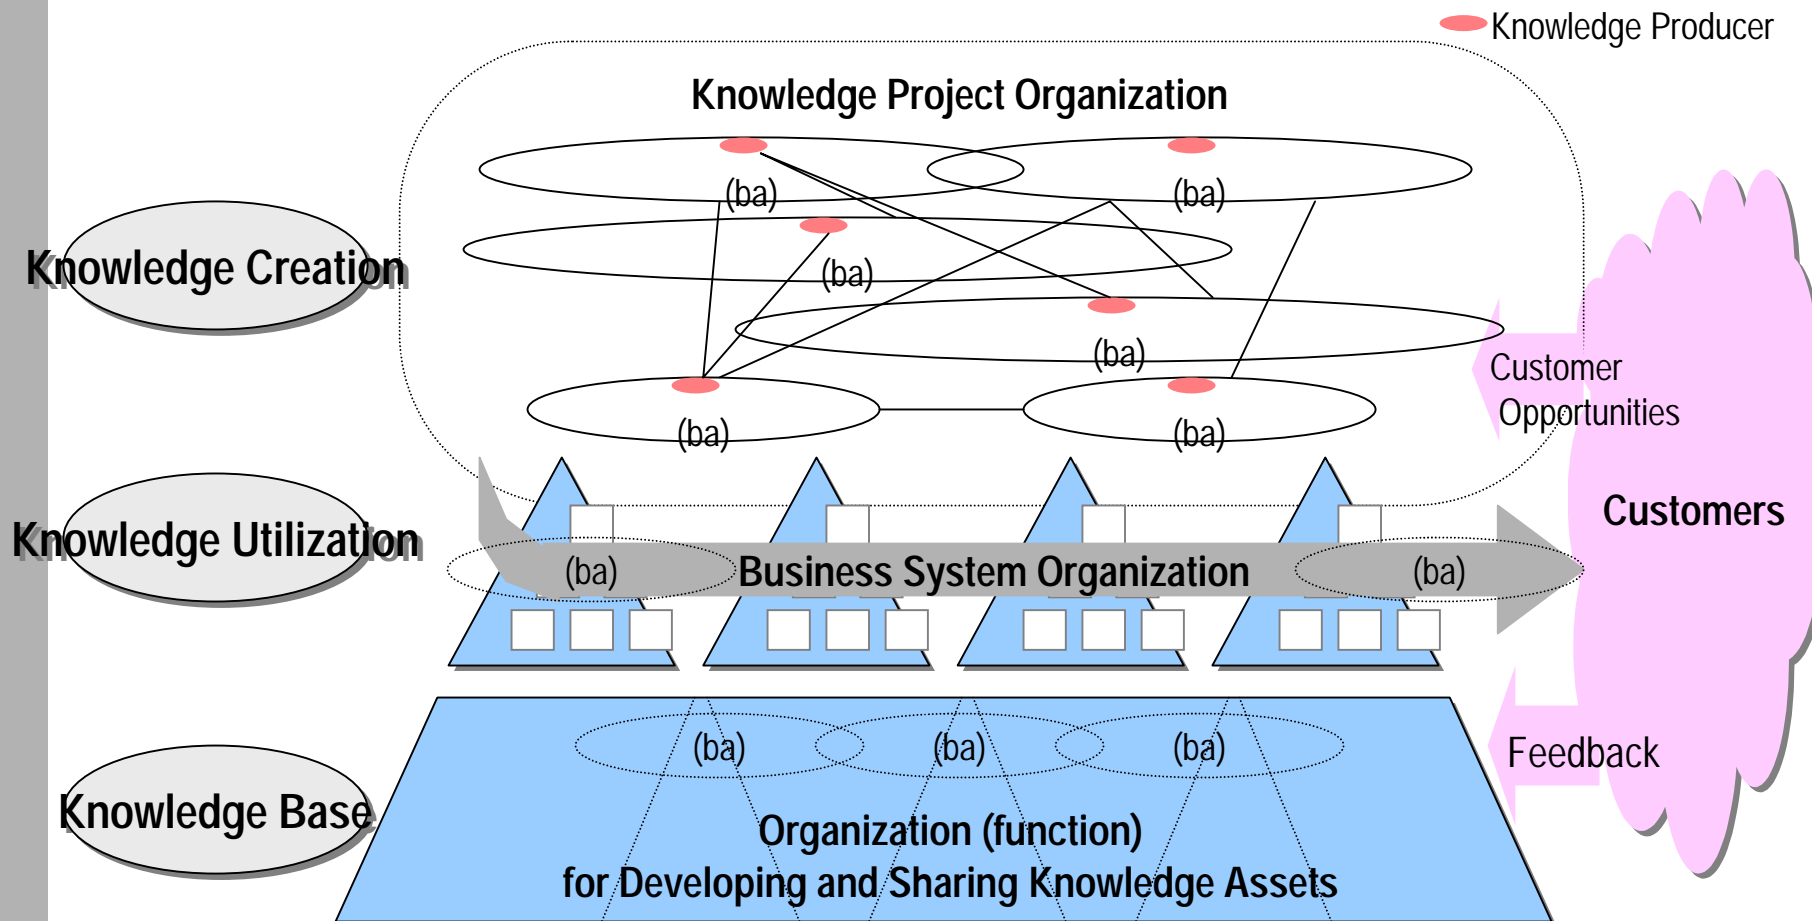 Knowledge Producer
Knowledge Project Organization
(ba)
(ba)
Knowledge Creation
(ba)
(ba)
Customer
Opportunities
(ba)
(ba)
Customers
Knowledge Utilization
(ba)
Business System Organization
(ba)
(ba)
(ba)
(ba)
Feedback
Knowledge Base
Organization (function)
for Developing and Sharing Knowledge Assets